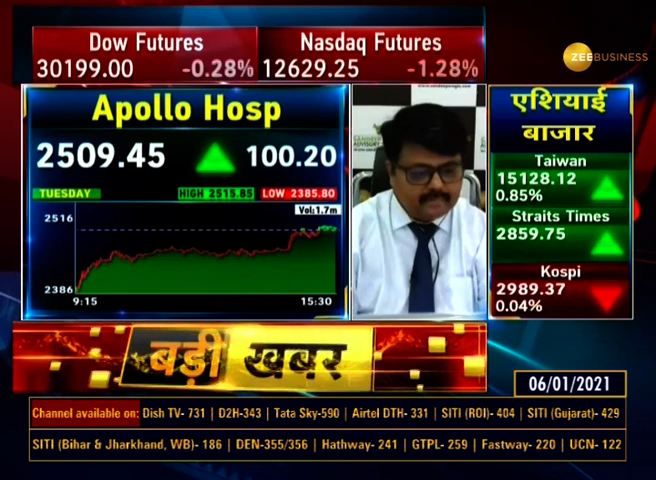 Dow Futures
30199.00 -0.28%
Nasdaq Futures
12629.25 -1.28%
ZEEBUSINESS
Apollo Hosp
2509.45 100.20
TUESDAY HIGH 2515.85 LOW 2385.80
Vol:1.7m
2516
2386
9:15 15:30
एशियाई
बाजार
Taiwan
15128.12
0.85%
Straits Times
2859.75
Kospi
2989.37
0.04%
बड़ी खबर
06/01/2021
Channel available on: Dish TV- 731 | D2H-343 | Tata Sky-590 | Airtel DTH- 331 | SITI (ROI)- 404 | SITI (Gujarat)- 429
SITI (Bihar & Jharkhand, WB)- 186 | DEN-355/356 | Hathway- 241 | GTPL- 259 | Fastway- 220 | UCN- 122